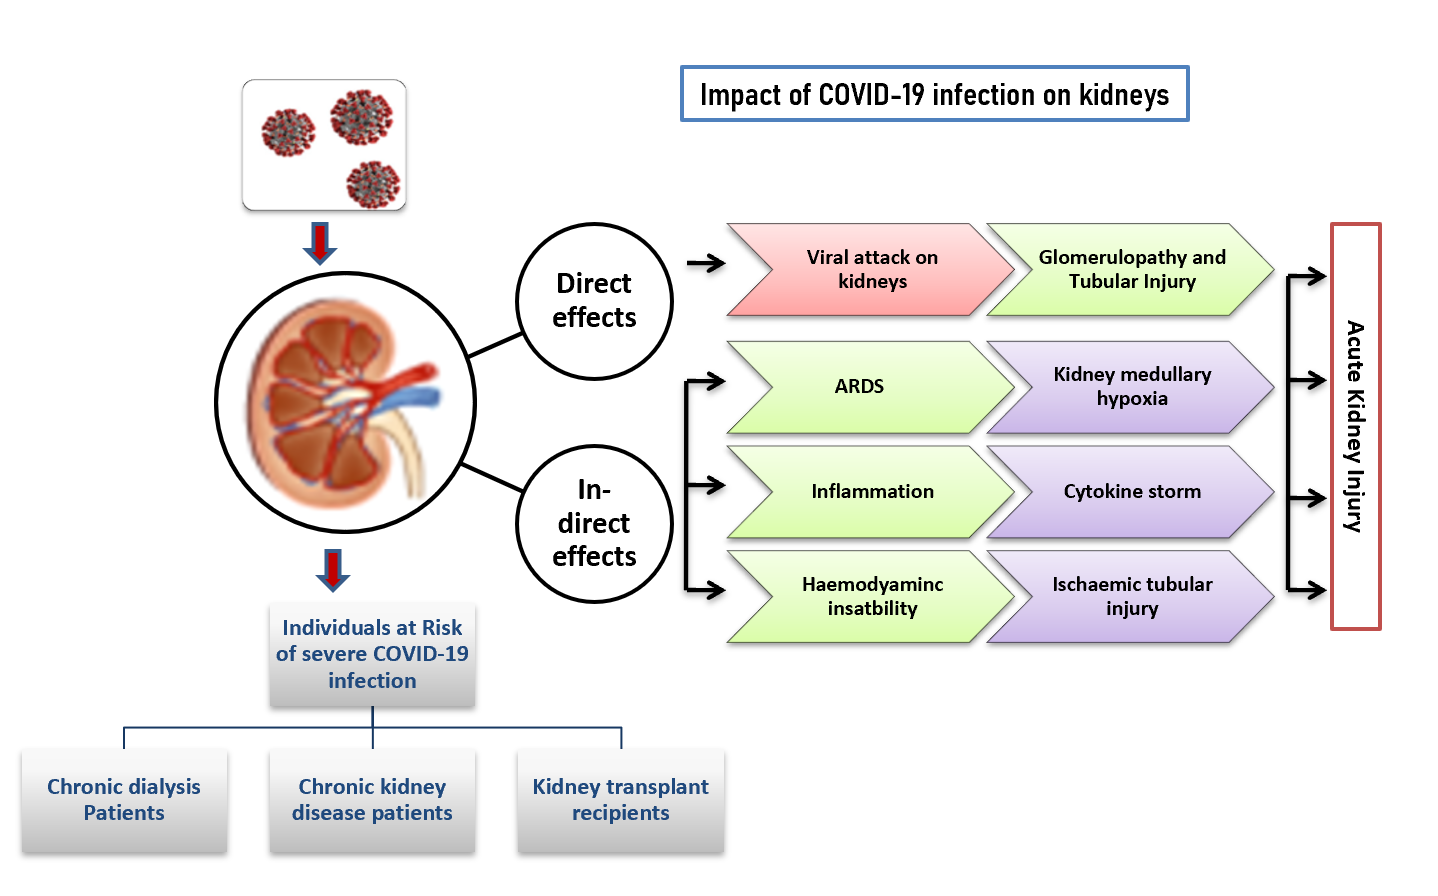 Impact of COVID-19 infection on kidneys
Direct
effects
Viral attack on
kidneys
Glomerulopathy and
Tubular Injury
In-
direct
effects
ARDS
Kidney medullary
hypoxia
Inflammation
Cytokine storm
Haemodyaminc
insatbility
Ischaemic tubular
injury
Acute Kidney Injury
Individuals at Risk
of severe COVID-19
infection
Chronic dialysis
Patients
Chronic kidney
disease patients
Kidney transplant
recipients